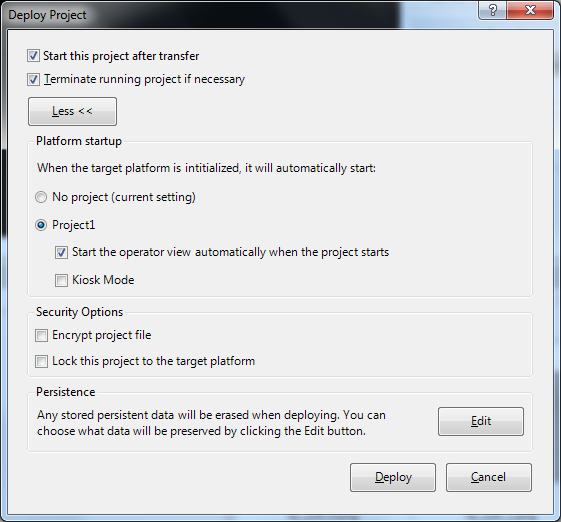 Deploy Project
?
Start this project after transfer
Terminate running project if necessary
Less <<
Platform startup
When the target platform is intitialized, it will automatically start:
No project (current setting)
Project1
Start the operator view automatically when the project starts
Kiosk Mode
Security Options
Encrypt project file
Lock this project to the target platform
Persistence
Any stored persistent data will be erased when deploying. You can
choose what data will be preserved by clicking the Edit button.
Edit
Deploy
Cancel